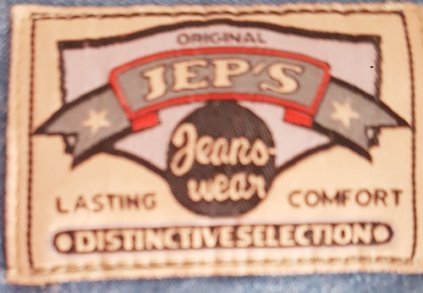 ORIGINAL
JEP'S
Jeans-
wear
LASTING COMFORT
DISTINCTIVE SELECTION